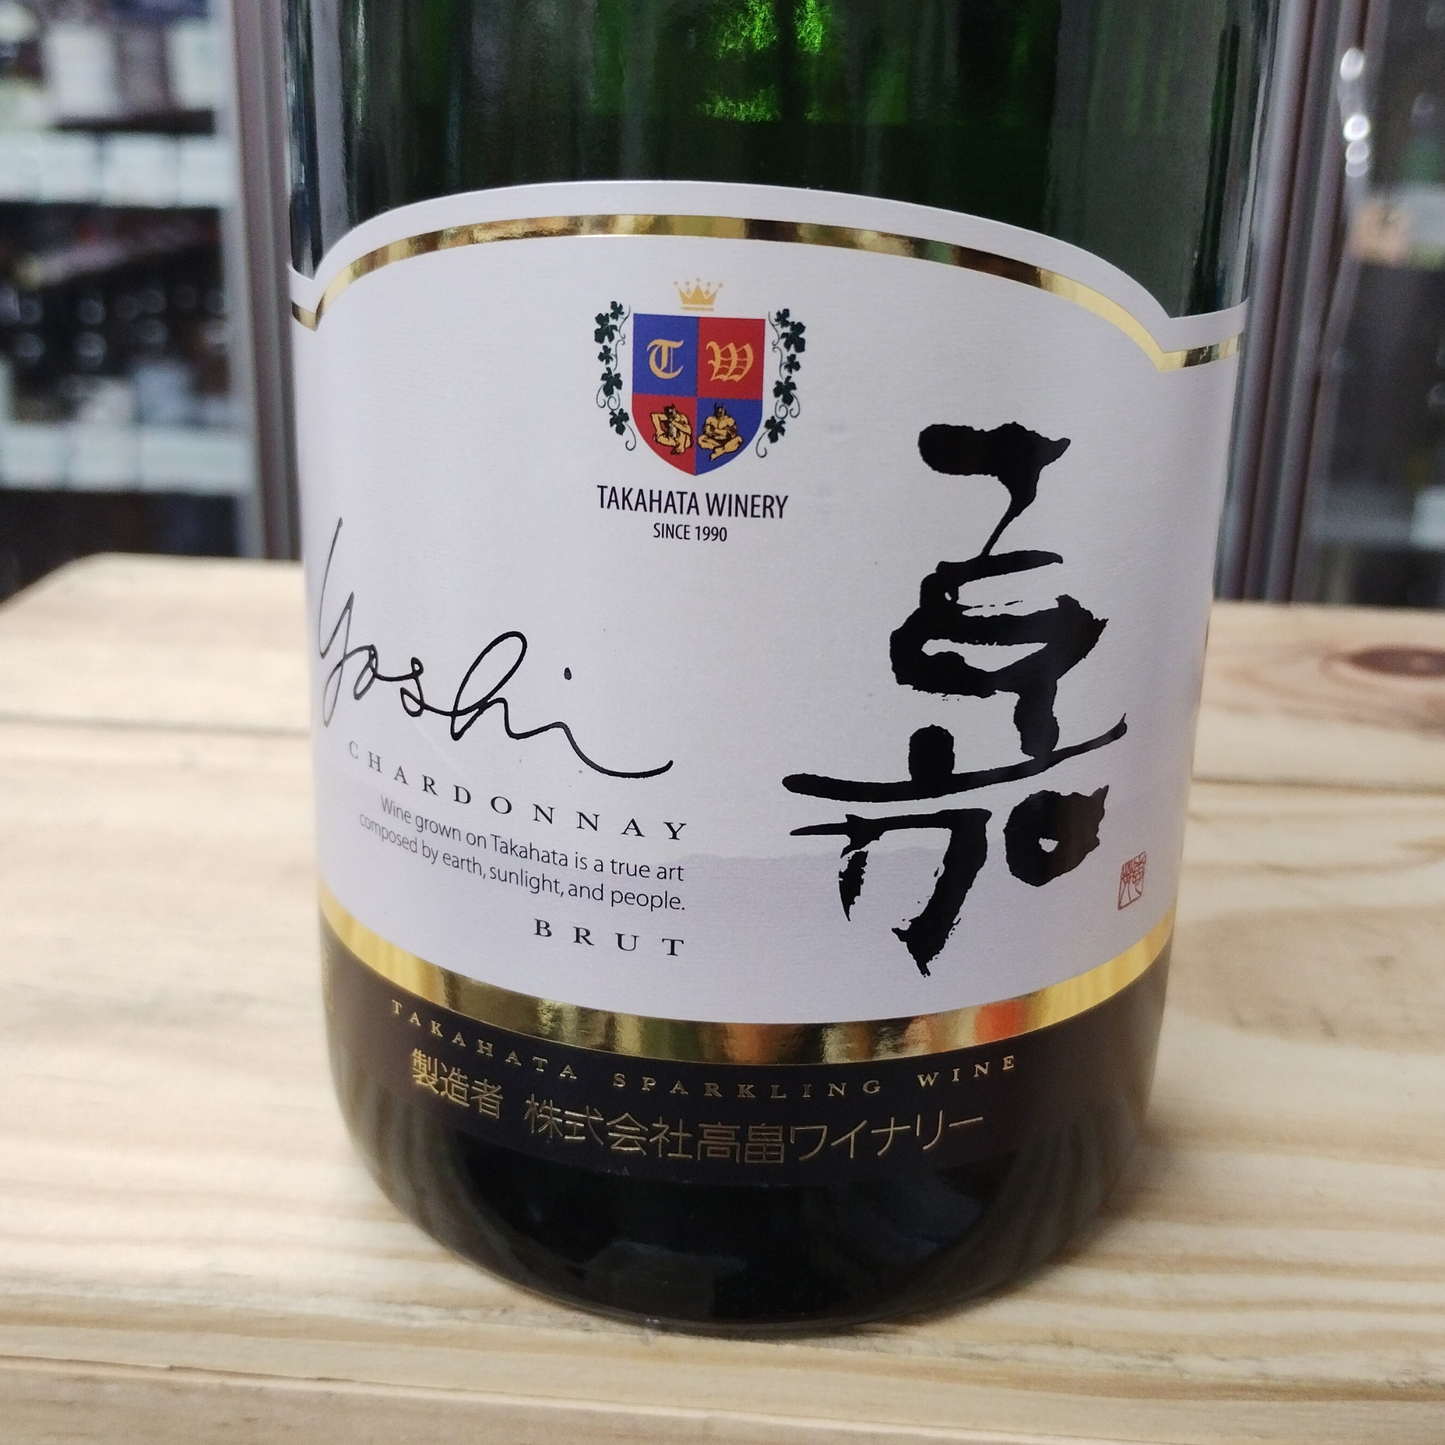 T W
TAKAHATA WINERY
SINCE 1990
嘉
yoshi
CHARDONNAY
Wine grown on Takahata is a true art
composed by earth, sunlight, and people.
BRUT
TAKAHATA SPARKLING WINE
製造者 株式会社高畠ワイナリー